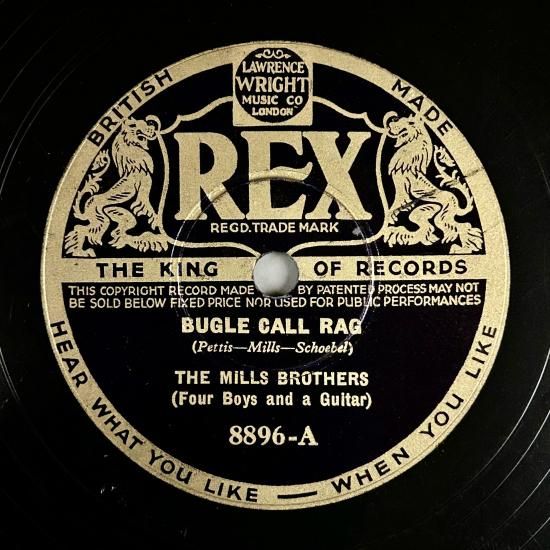 LAWRENCE
WRIGHT
MUSIC CO
LONDON
BRITISH MADE
REX
REGD. TRADE MARK
THE KING OF RECORDS
THIS COPYRIGHT RECORD MADE BY PATENTED PROCESS MAY NOT
BE SOLD BELOW FIXED PRICE NOR USED FOR PUBLIC PERFORMANCES
BUGLE CALL RAG
(Pettis—Mills—Schoebel)
THE MILLS BROTHERS
(Four Boys and a Guitar)
8896-A
HEAR WHAT YOU LIKE — WHEN YOU LIKE